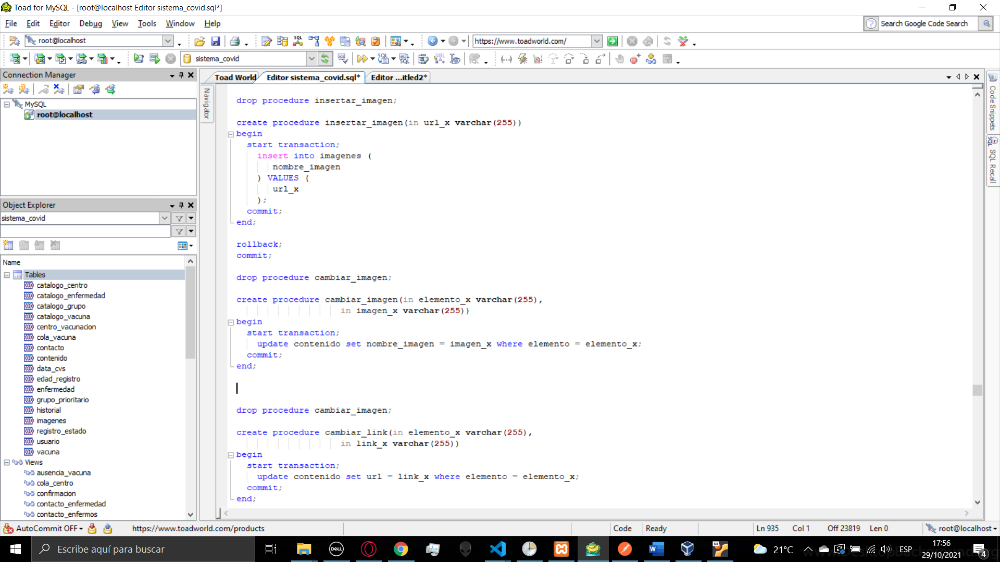 Toad for MySQL - [root@localhost Editor sistema_covid.sql*]
File Edit Editor Debug View Tools Window Help
Search Google Code Search
root@localhost
https://www.toadworld.com/
sistema_covid
Connection Manager
MySQL
root@localhost
Object Explorer
sistema_covid
Name
Tables
catalogo_centro
catalogo_enfermedad
catalogo_grupo
catalogo_vacuna
centro_vacunacion
cola_vacuna
contacto
contenido
data_cvs
edad_registro
enfermedad
grupo_prioritario
historial
imagenes
registro_estado
usuario
vacuna
Views
ausencia_vacuna
cola_centro
confirmacion
contacto_enfermedad
contacto_enfermos
Toad World Editor sistema_covid.sql* Editor ...itled2*
Navigator
drop procedure insertar_imagen;
create procedure insertar_imagen(in url_x varchar(255))
begin
start transaction;
insert into imagenes (
nombre_imagen
) VALUES (
url_x
);
commit;
end;
rollback;
commit;
drop procedure cambiar_imagen;
create procedure cambiar_imagen(in elemento_x varchar(255),
in imagen_x varchar(255))
begin
start transaction;
update contenido set nombre_imagen = imagen_x where elemento = elemento_x;
commit;
end;
drop procedure cambiar_imagen;
create procedure cambiar_link(in elemento_x varchar(255),
in link_x varchar(255))
begin
start transaction;
update contenido set url = link_x where elemento = elemento_x;
commit;
end;
Code Snippets
SQL Recall
AutoCommit OFF https://www.toadworld.com/products Code Ready Ln 935 Col 1 Off 23819 Len 0 root@localhost
Escribe aquí para buscar
DELL
21°C
ESP
17:56
29/10/2021
4